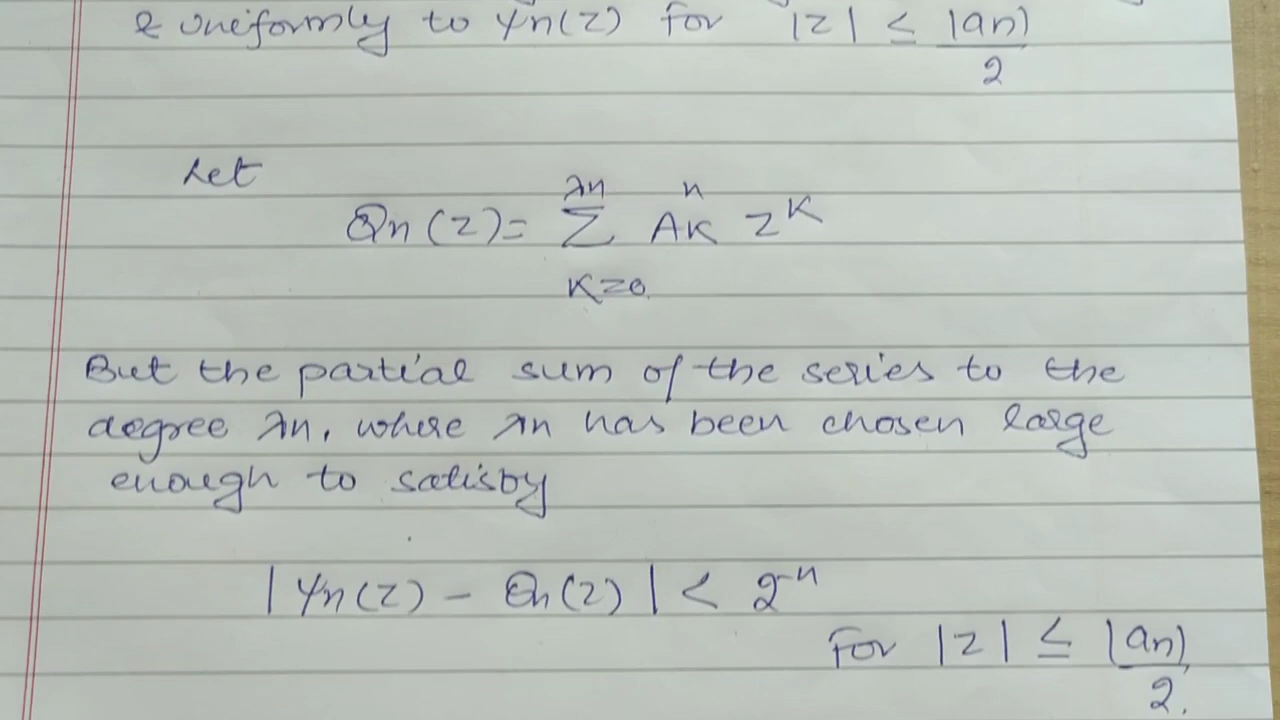 & uniformly to ψn(z) for |z| ≤ |an|/2
Let
Qn(z) = Σ_{K=0}^{λn} A_K^n z^K
But the partial sum of the series to the
degree λn, where λn has been chosen large
enough to satisfy
|ψn(z) - Qn(z)| < 2^-n
For |z| ≤ |an|/2.